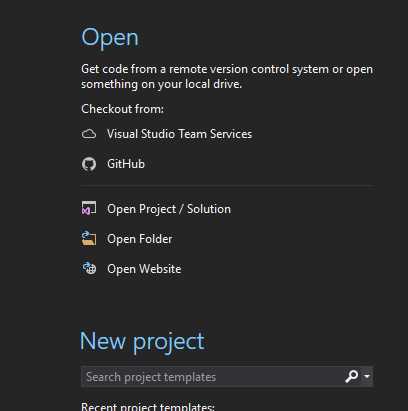 Open
Get code from a remote version control system or open
something on your local drive.
Checkout from:
Visual Studio Team Services
GitHub
Open Project / Solution
Open Folder
Open Website
New project
Search project templates
Recent project templates: